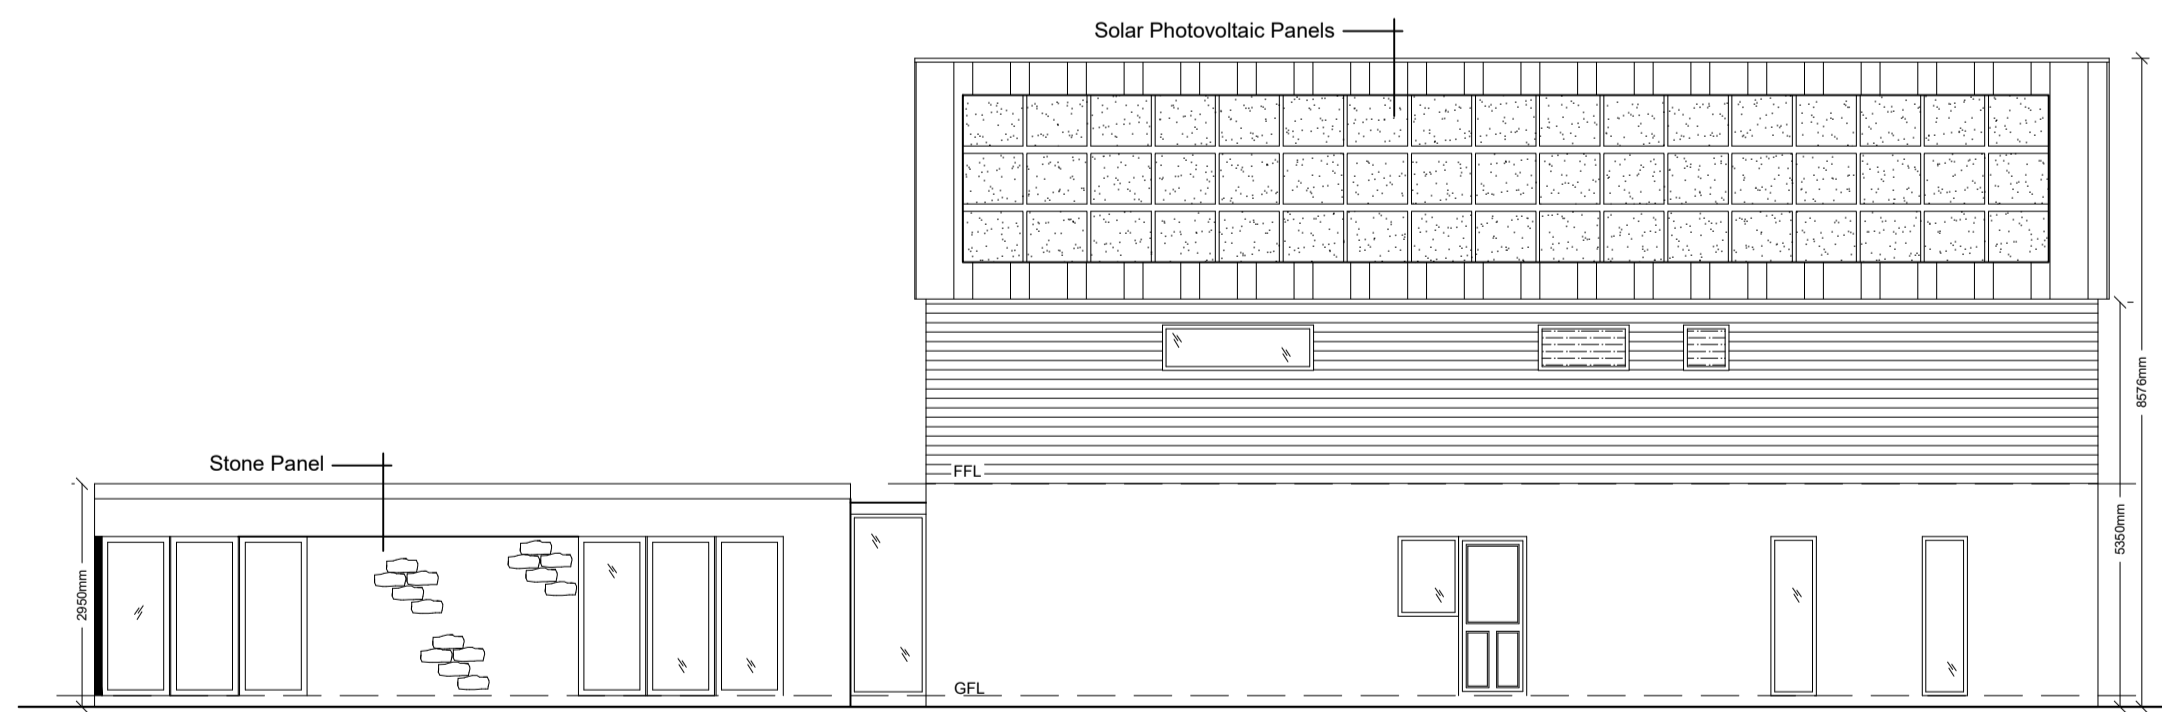 Solar Photovoltaic Panels
8576mm
Stone Panel
FFL
5350mm
2950mm
GFL